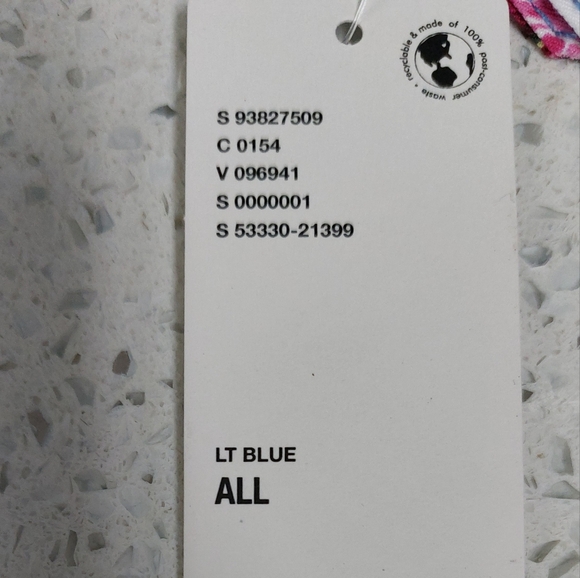 recyclable & made of 100% post-consumer waste •
S 93827509
C 0154
V 096941
S 0000001
S 53330-21399
LT BLUE
ALL